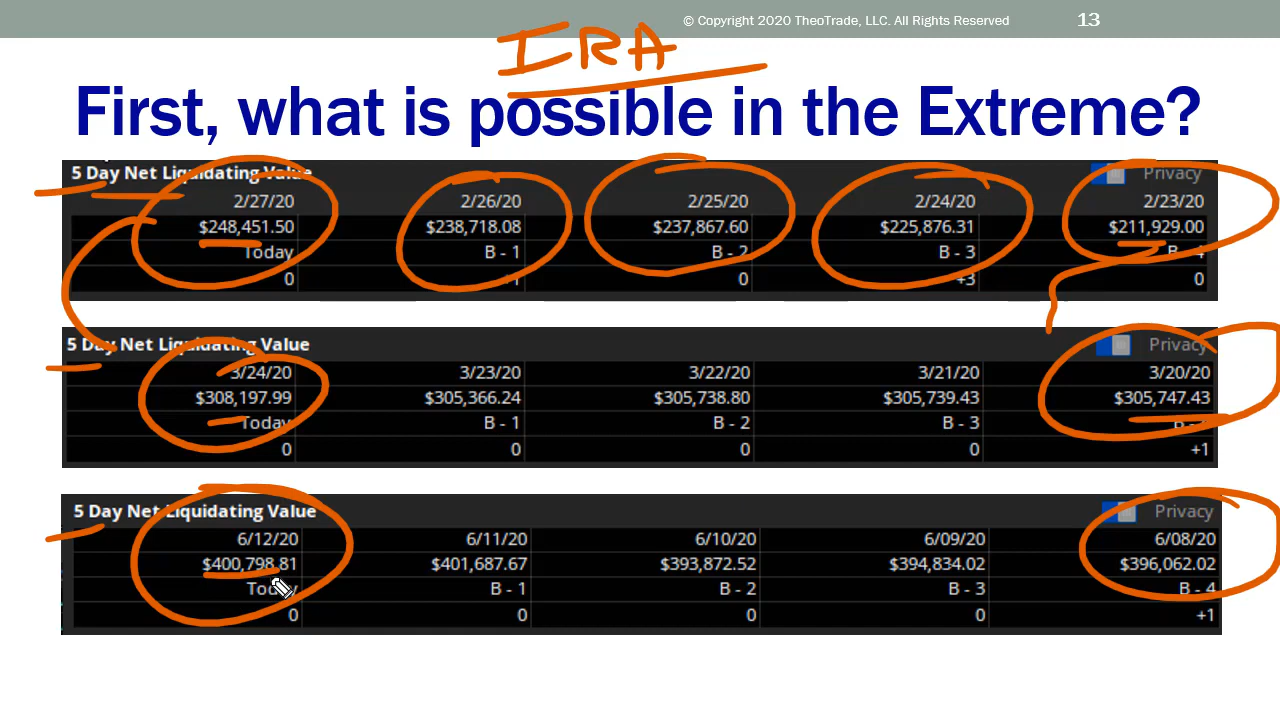 © Copyright 2020 TheoTrade, LLC. All Rights Reserved 13
IRA
First, what is possible in the Extreme?
5 Day Net Liquidating Value Privacy
2/27/20 2/26/20 2/25/20 2/24/20 2/23/20
$248,451.50 $238,718.08 $237,867.60 $225,876.31 $211,929.00
Today B - 1 B - 2 B - 3 B - 4
0 +1 0 +3 0
5 Day Net Liquidating Value Privacy
3/24/20 3/23/20 3/22/20 3/21/20 3/20/20
$308,197.99 $305,366.24 $305,738.80 $305,739.43 $305,747.43
Today B - 1 B - 2 B - 3 B - 4
0 0 0 0 +1
5 Day Net Liquidating Value Privacy
6/12/20 6/11/20 6/10/20 6/09/20 6/08/20
$400,798.81 $401,687.67 $393,872.52 $394,834.02 $396,062.02
Today B - 1 B - 2 B - 3 B - 4
0 0 0 0 +1